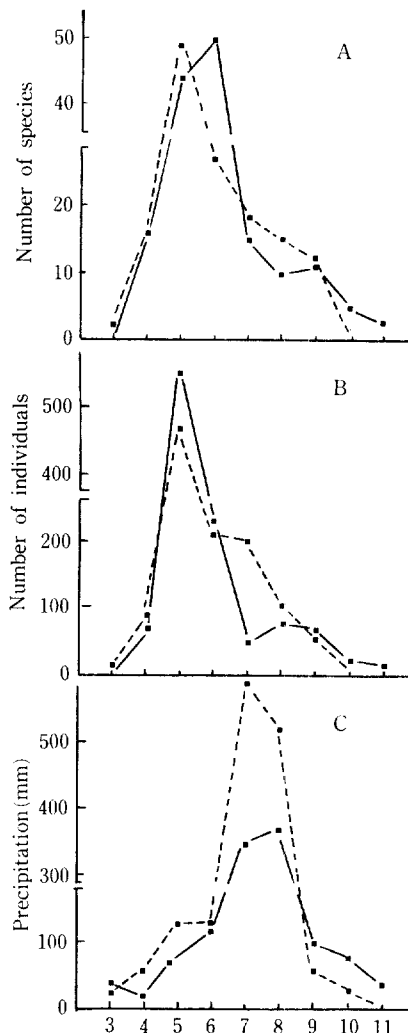 A
50
40
20
10
0
Number of species
B
500
400
200
100
0
Number of individuals
C
500
400
300
100
0
Precipitation(mm)
3 4 5 6 7 8 9 10 11